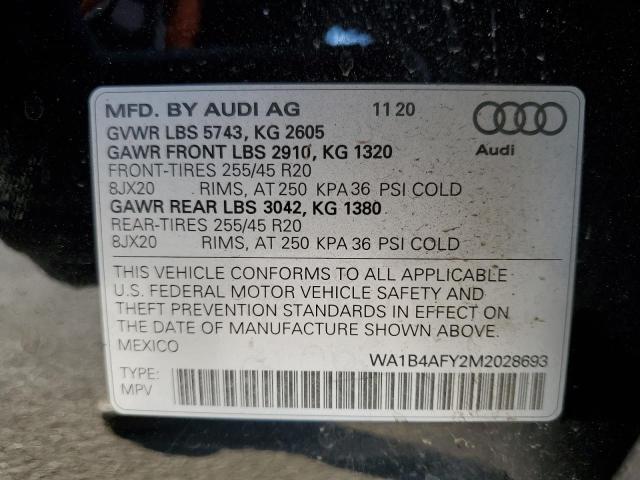 MFD. BY AUDI AG 11 20
GVWR LBS 5743, KG 2605
GAWR FRONT LBS 2910, KG 1320
FRONT-TIRES 255/45 R20
8JX20 RIMS, AT 250 KPA 36 PSI COLD
GAWR REAR LBS 3042, KG 1380
REAR-TIRES 255/45 R20
8JX20 RIMS, AT 250 KPA 36 PSI COLD
Audi
THIS VEHICLE CONFORMS TO ALL APPLICABLE
U.S. FEDERAL MOTOR VEHICLE SAFETY AND
THEFT PREVENTION STANDARDS IN EFFECT ON
THE DATE OF MANUFACTURE SHOWN ABOVE.
MEXICO
WA1B4AFY2M2028693
TYPE:
MPV